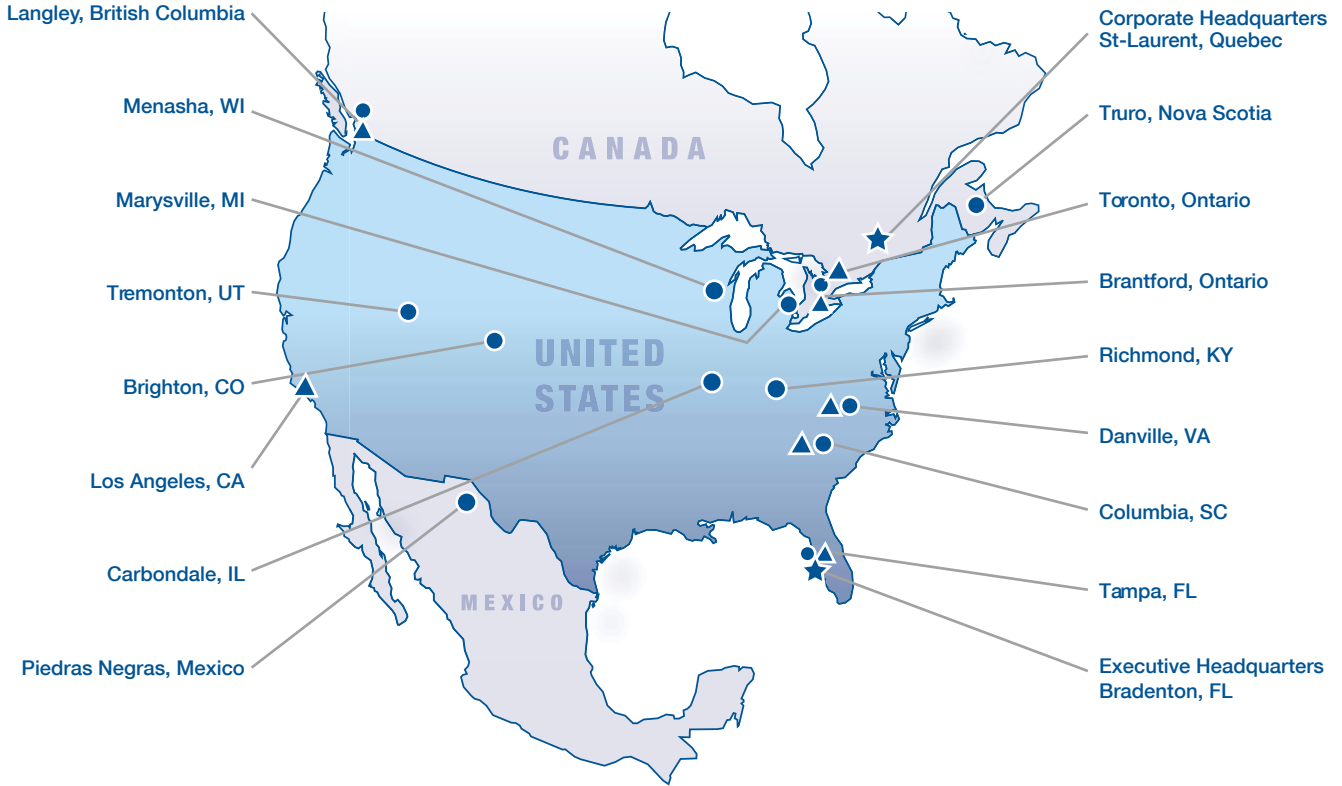 Langley, British Columbia
Menasha, WI
Marysville, MI
Tremonton, UT
Brighton, CO
Los Angeles, CA
Carbondale, IL
Piedras Negras, Mexico
CANADA
UNITED
STATES
MEXICO
Corporate Headquarters
St-Laurent, Quebec
Truro, Nova Scotia
Toronto, Ontario
Brantford, Ontario
Richmond, KY
Danville, VA
Columbia, SC
Tampa, FL
Executive Headquarters
Bradenton, FL